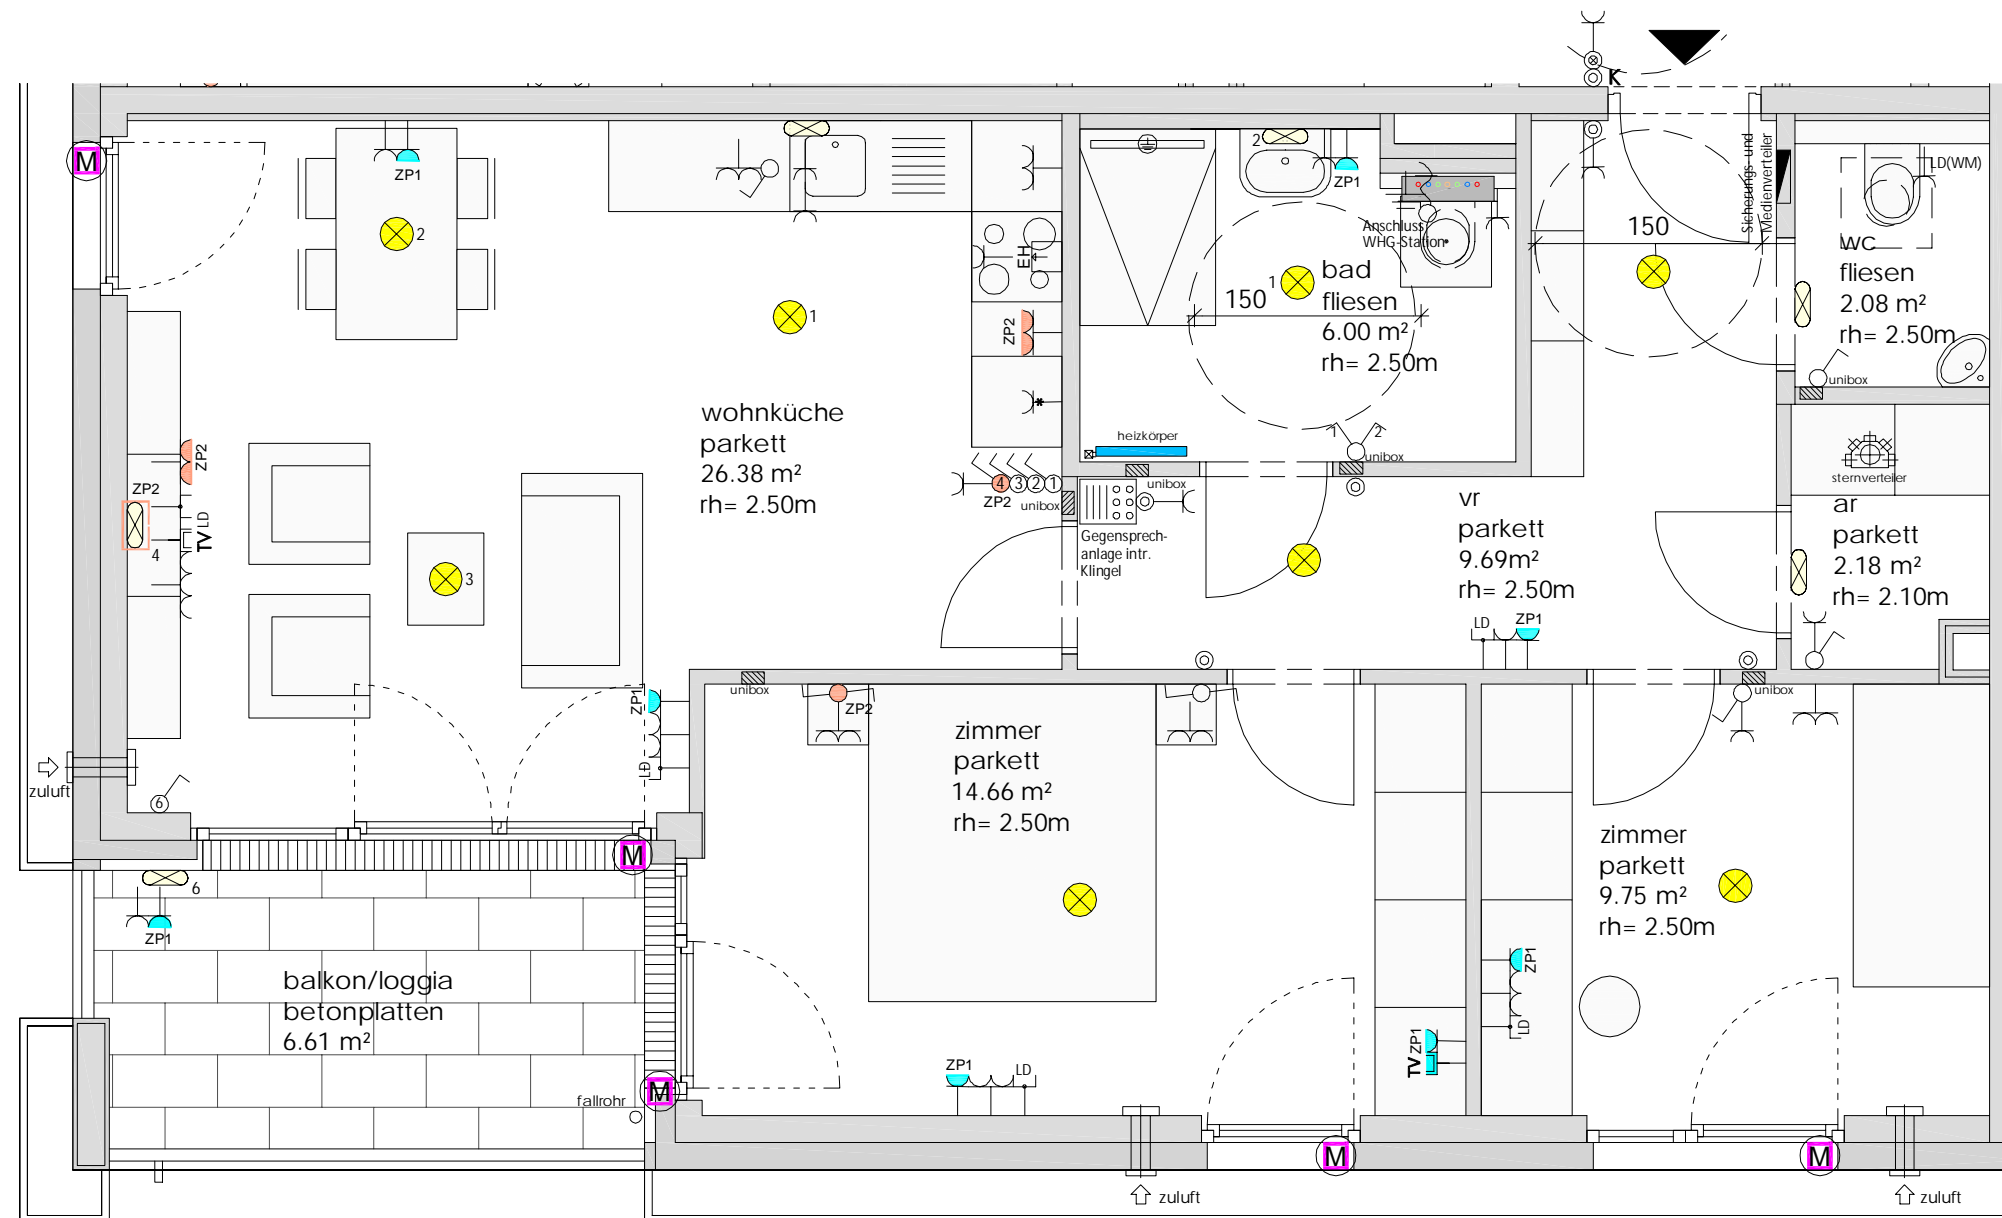 K
M
ZP1
2
2
ZP1
LD(WM)
Sicherungs- und
Medienverteiler
Anschluss
WHG-Station
150
wc
fliesen
2.08 m²
rh= 2.50m
unibox
EH
ZP2
*
1
1
150
bad
fliesen
6.00 m²
rh= 2.50m
heizkörper
1
2
unibox
unibox
wohnküche
parkett
26.38 m²
rh= 2.50m
ZP2
ZP2
4
TV
LD
3
4
3
2
1
ZP2
unibox
Gegensprech-
anlage intr.
Klingel
vr
parkett
9.69m²
rh= 2.50m
LD
ZP1
sternverteiler
ar
parkett
2.18 m²
rh= 2.10m
unibox
ZP1
LD
unibox
ZP2
zimmer
parkett
14.66 m²
rh= 2.50m
zimmer
parkett
9.75 m²
rh= 2.50m
zuluft
6
M
6
ZP1
balkon/loggia
betonplatten
6.61 m²
fallrohr
M
ZP1
LD
ZP1
TV
ZP1
LD
M
M
zuluft
zuluft